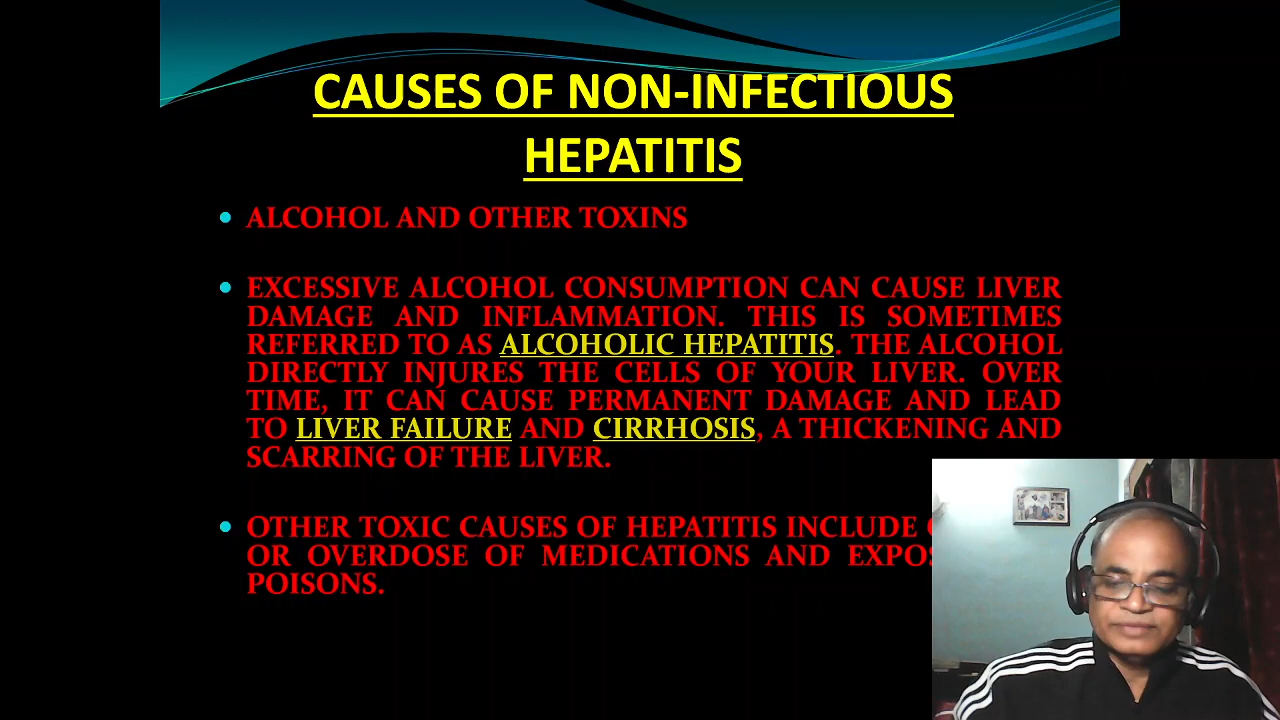 CAUSES OF NON-INFECTIOUS
HEPATITIS
ALCOHOL AND OTHER TOXINS
EXCESSIVE ALCOHOL CONSUMPTION CAN CAUSE LIVER
DAMAGE AND INFLAMMATION. THIS IS SOMETIMES
REFERRED TO AS ALCOHOLIC HEPATITIS. THE ALCOHOL
DIRECTLY INJURES THE CELLS OF YOUR LIVER. OVER
TIME, IT CAN CAUSE PERMANENT DAMAGE AND LEAD
TO LIVER FAILURE AND CIRRHOSIS, A THICKENING AND
SCARRING OF THE LIVER.
OTHER TOXIC CAUSES OF HEPATITIS INCLUDE
OR OVERDOSE OF MEDICATIONS AND
POISONS.